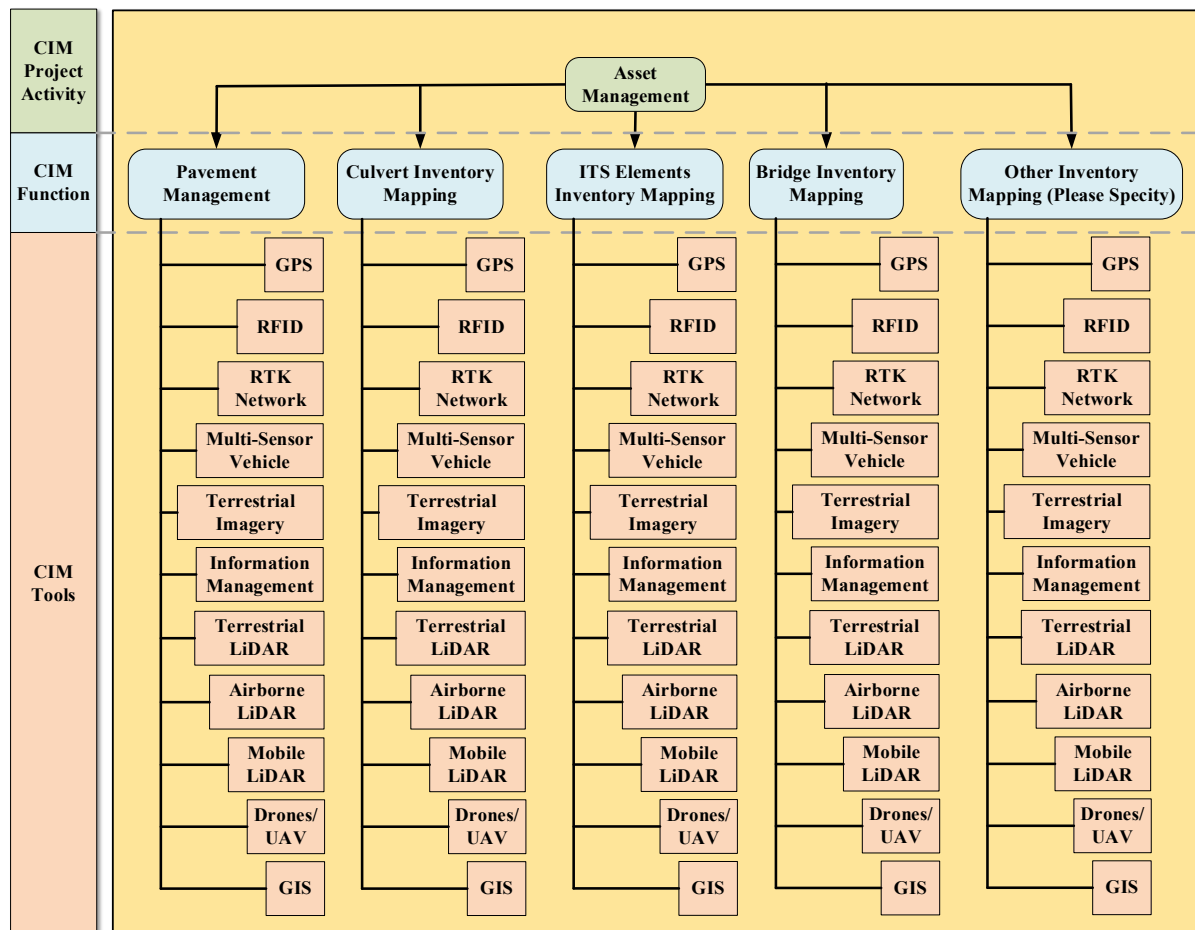 CIM
Project
Activity
Asset
Management
CIM
Function
Pavement
Management
Culvert Inventory
Mapping
ITS Elements
Inventory Mapping
Bridge Inventory
Mapping
Other Inventory
Mapping (Please Specity)
CIM
Tools
GPS
RFID
RTK
Network
Multi-Sensor
Vehicle
Terrestrial
Imagery
Information
Management
Terrestrial
LiDAR
Airborne
LiDAR
Mobile
LiDAR
Drones/
UAV
GIS
GPS
RFID
RTK
Network
Multi-Sensor
Vehicle
Terrestrial
Imagery
Information
Management
Terrestrial
LiDAR
Airborne
LiDAR
Mobile
LiDAR
Drones/
UAV
GIS
GPS
RFID
RTK
Network
Multi-Sensor
Vehicle
Terrestrial
Imagery
Information
Management
Terrestrial
LiDAR
Airborne
LiDAR
Mobile
LiDAR
Drones/
UAV
GIS
GPS
RFID
RTK
Network
Multi-Sensor
Vehicle
Terrestrial
Imagery
Information
Management
Terrestrial
LiDAR
Airborne
LiDAR
Mobile
LiDAR
Drones/
UAV
GIS
GPS
RFID
RTK
Network
Multi-Sensor
Vehicle
Terrestrial
Imagery
Information
Management
Terrestrial
LiDAR
Airborne
LiDAR
Mobile
LiDAR
Drones/
UAV
GIS